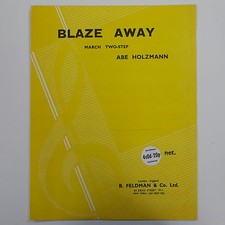 BLAZE AWAY
MARCH TWO-STEP
ABE HOLZMANN
net.
London, England
B. FELDMAN & Co. Ltd.